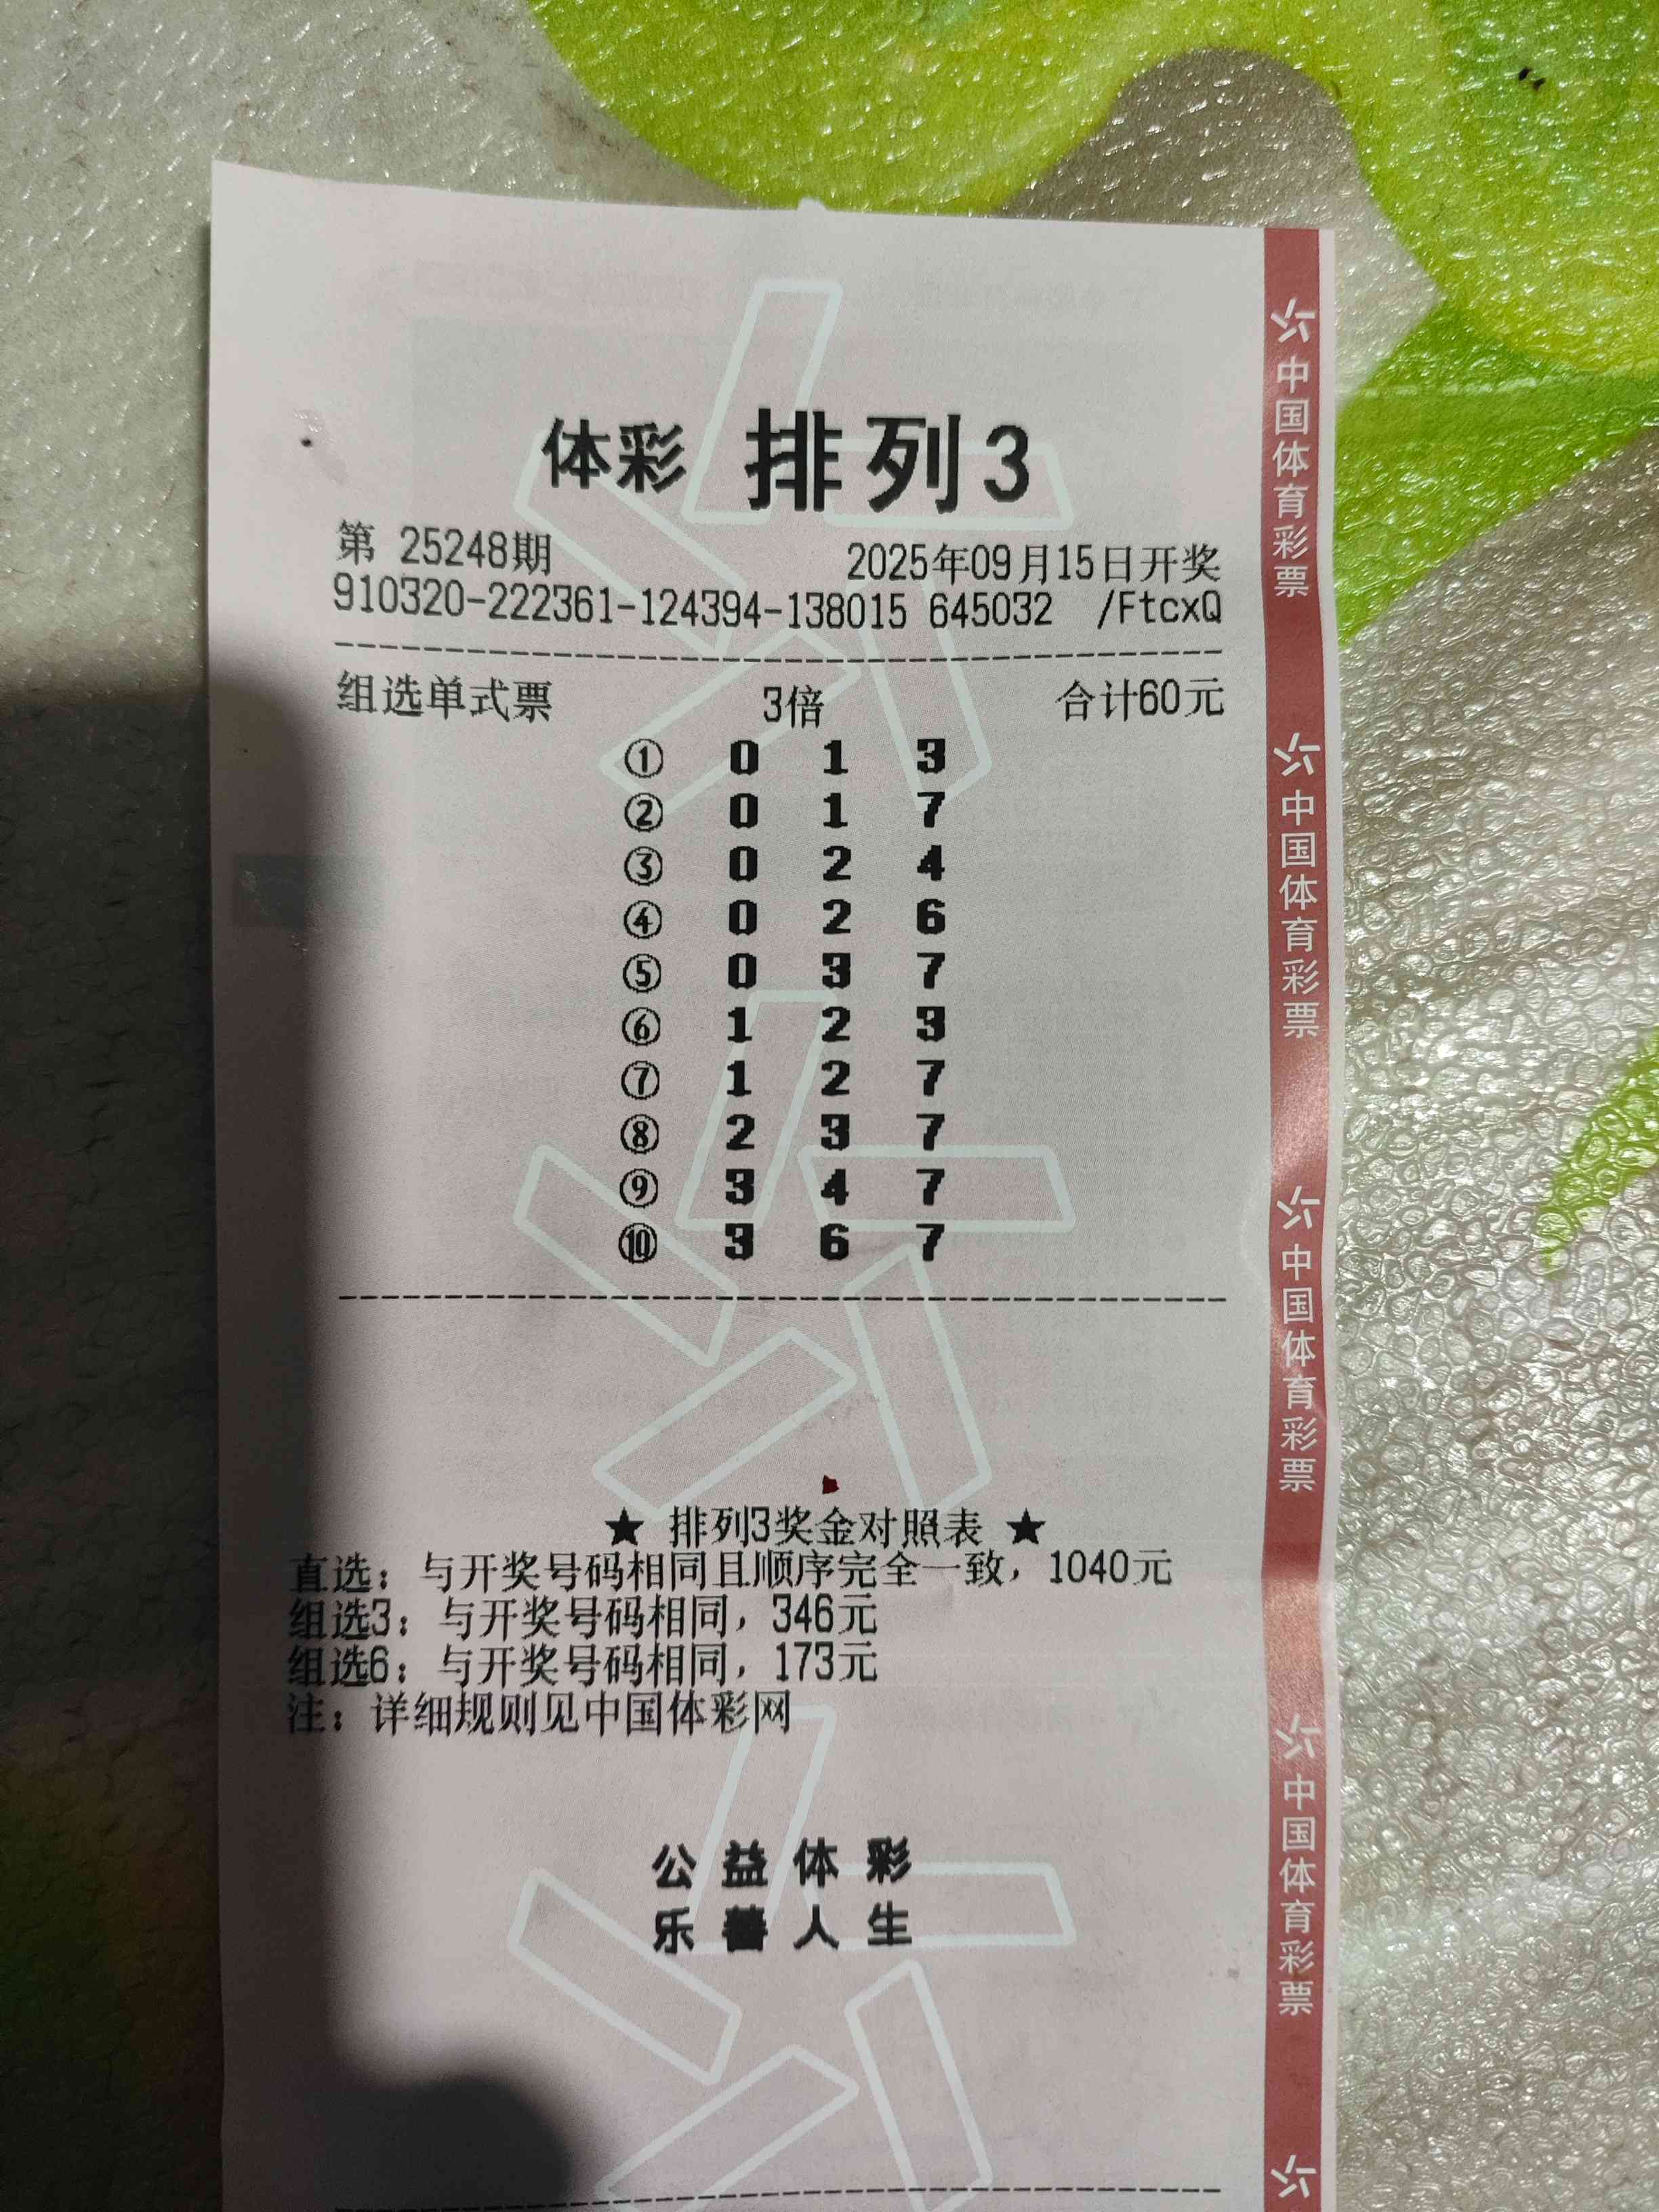 体彩 排列3
第 25248期 2025年09月15日开奖
910320-222361-124394-138015 645032 /FtcxQ
组选单式票 3倍 合计60元
① 0 1 3
② 0 1 7
③ 0 2 4
④ 0 2 6
⑤ 0 3 7
⑥ 1 2 3
⑦ 1 2 7
⑧ 2 3 7
⑨ 3 4 7
⑩ 3 6 7
★ 排列3奖金对照表 ★
直选：与开奖号码相同且顺序完全一致，1040元
组选3：与开奖号码相同，346元
组选6：与开奖号码相同，173元
注：详细规则见中国体彩网
公益体彩
乐善人生
中国体育彩票
中国体育彩票
中国体育彩票
中国体育彩票